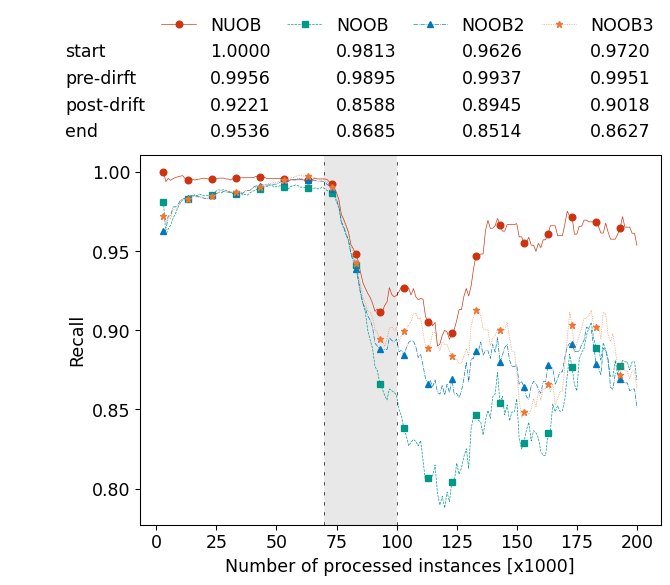 NUOB NOOB NOOB2 NOOB3
start 1.0000 0.9813 0.9626 0.9720
pre-dirft 0.9956 0.9895 0.9937 0.9951
post-drift 0.9221 0.8588 0.8945 0.9018
end 0.9536 0.8685 0.8514 0.8627
1.00
0.95
0.90
0.85
0.80
Recall
0 25 50 75 100 125 150 175 200
Number of processed instances [x1000]